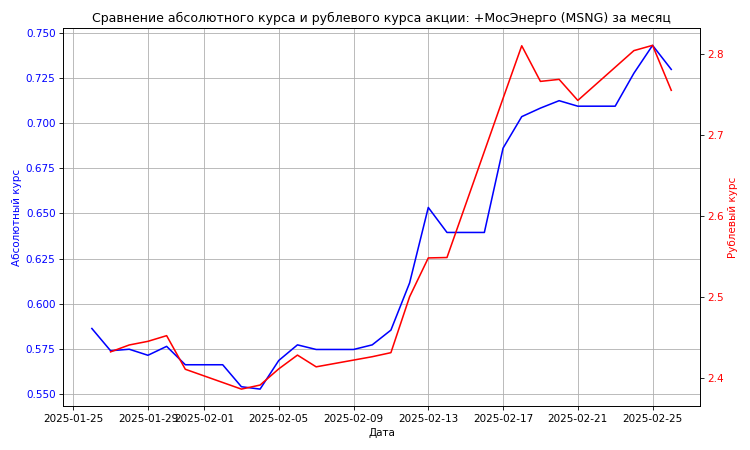 Сравнение абсолютного курса и рублевого курса акции: +МосЭнерго (MSNG) за месяц
0.750
0.725
0.700
0.675
0.650
0.625
0.600
0.575
0.550
Абсолютный курс
2.8
2.7
2.6
2.5
2.4
Рублевый курс
2025-01-25 2025-01-29 2025-02-01 2025-02-05 2025-02-09 2025-02-13 2025-02-17 2025-02-21 2025-02-25
Дата